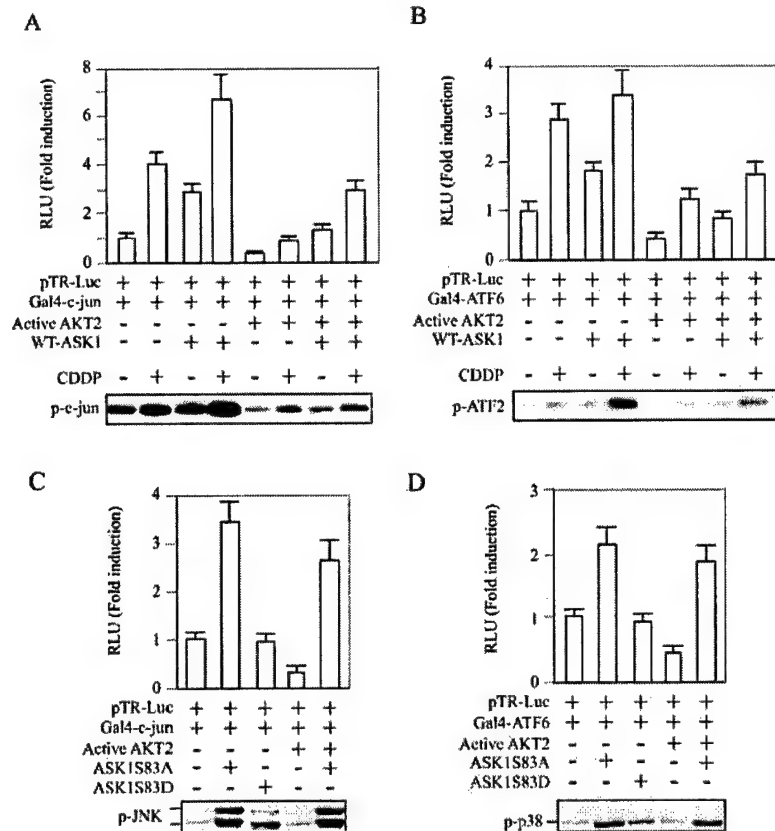 A
RLU (Fold induction)
8
6
4
2
0
pTR-Luc + + + + + + + +
Gal4-c-jun + + + + + + + +
Active AKT2 - - - - + + + +
WT-ASK1 - - + + - - + +
CDDP - + - + - + - +
p-c-jun
B
RLU (Fold induction)
4
3
2
1
0
pTR-Luc + + + + + + + +
Gal4-ATF6 + + + + + + + +
Active AKT2 - - - - + + + +
WT-ASK1 - - + + - - + +
CDDP - + - + - + - +
p-ATF2
C
RLU (Fold induction)
4
3
2
1
0
pTR-Luc + + + + +
Gal4-c-jun + + + + +
Active AKT2 - - - + +
ASK1S83A - + - - +
ASK1S83D - - + - -
p-JNK
D
RLU (Fold induction)
3
2
1
0
pTR-Luc + + + + +
Gal4-ATF6 + + + + +
Active AKT2 - - - + +
ASK1S83A - + - - +
ASK1S83D - - + - -
p-p38